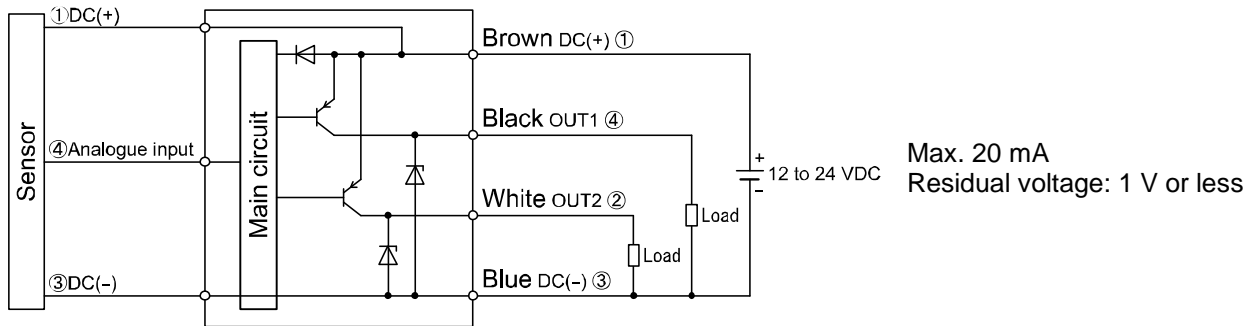 ①DC(+)
Brown DC(+) ①
Black OUT1 ④
Sensor
④Analogue input
Main circuit
+
12 to 24 VDC
-
Max. 20 mA
Residual voltage: 1 V or less
Load
White OUT2 ②
Load
③DC(-)
Blue DC(-) ③